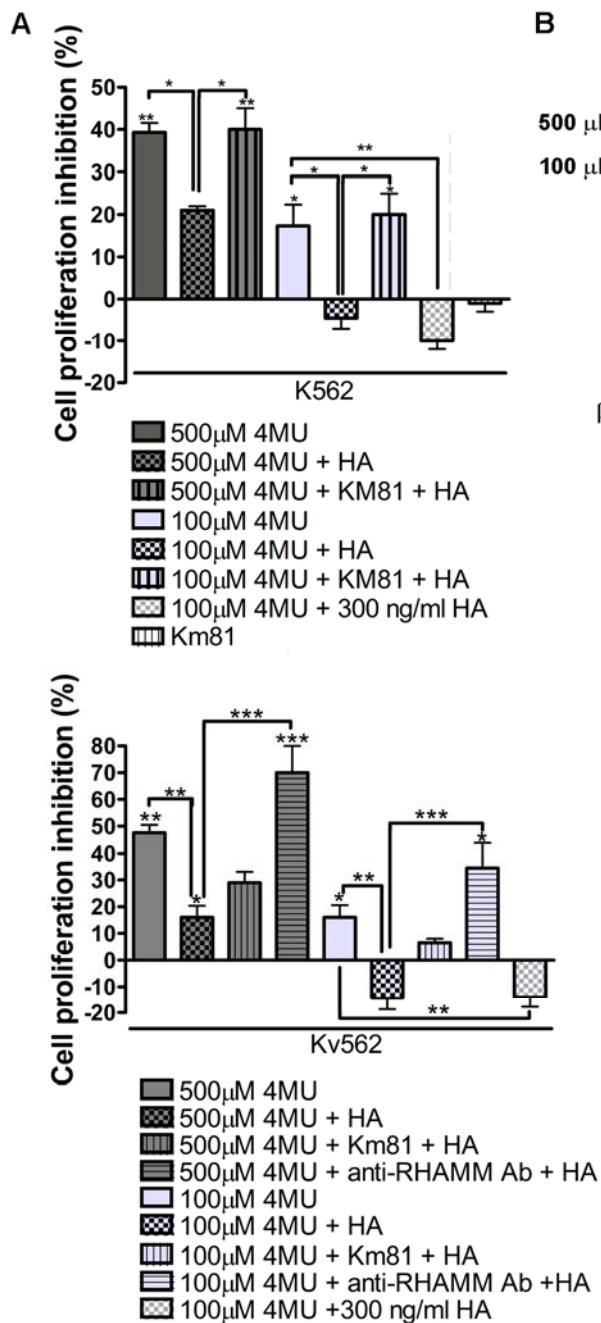 A
B
Cell proliferation inhibition (%)
50
40
30
20
10
0
-10
-20
**
*
*
**
*
*
**
*
*
500 μl
100 μl
K562
500μM 4MU
500μM 4MU + HA
500μM 4MU + KM81 + HA
100μM 4MU
100μM 4MU + HA
100μM 4MU + KM81 + HA
100μM 4MU + 300 ng/ml HA
Km81
Cell proliferation inhibition (%)
80
70
60
50
40
30
20
10
0
-10
-20
**
**
*
***
***
*
**
***
*
**
Kv562
500μM 4MU
500μM 4MU + HA
500μM 4MU + Km81 + HA
500μM 4MU + anti-RHAMM Ab + HA
100μM 4MU
100μM 4MU + HA
100μM 4MU + Km81 + HA
100μM 4MU + anti-RHAMM Ab +HA
100μM 4MU +300 ng/ml HA